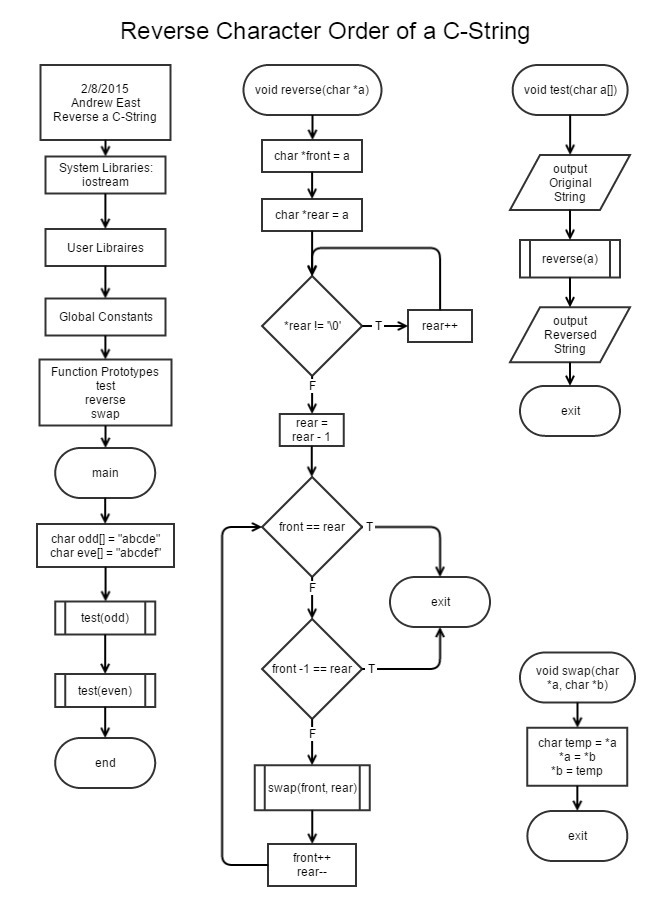 Reverse Character Order of a C-String
2/8/2015
Andrew East
Reverse a C-String
System Libraries:
iostream
User Libraires
Global Constants
Function Prototypes
test
reverse
swap
main
char odd[] = "abcde"
char eve[] = "abcdef"
test(odd)
test(even)
end
void reverse(char *a)
char *front = a
char *rear = a
*rear != '\0'
T
rear++
F
rear =
rear - 1
front == rear
T
exit
F
front -1 == rear
T
F
swap(front, rear)
front++
rear--
void test(char a[])
output
Original
String
reverse(a)
output
Reversed
String
exit
void swap(char
*a, char *b)
char temp = *a
*a = *b
*b = temp
exit